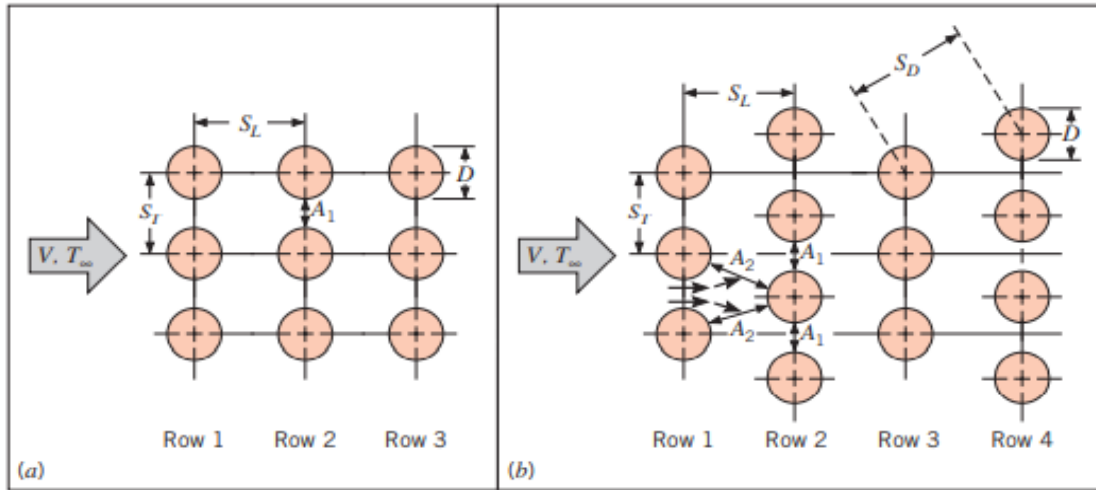 S_D
S_L S_L
D D
S_T A_1 S_T
V, T_∞ V, T_∞ A_2 A_1
A_2 A_1
Row 1 Row 2 Row 3 Row 1 Row 2 Row 3 Row 4
(a) (b)